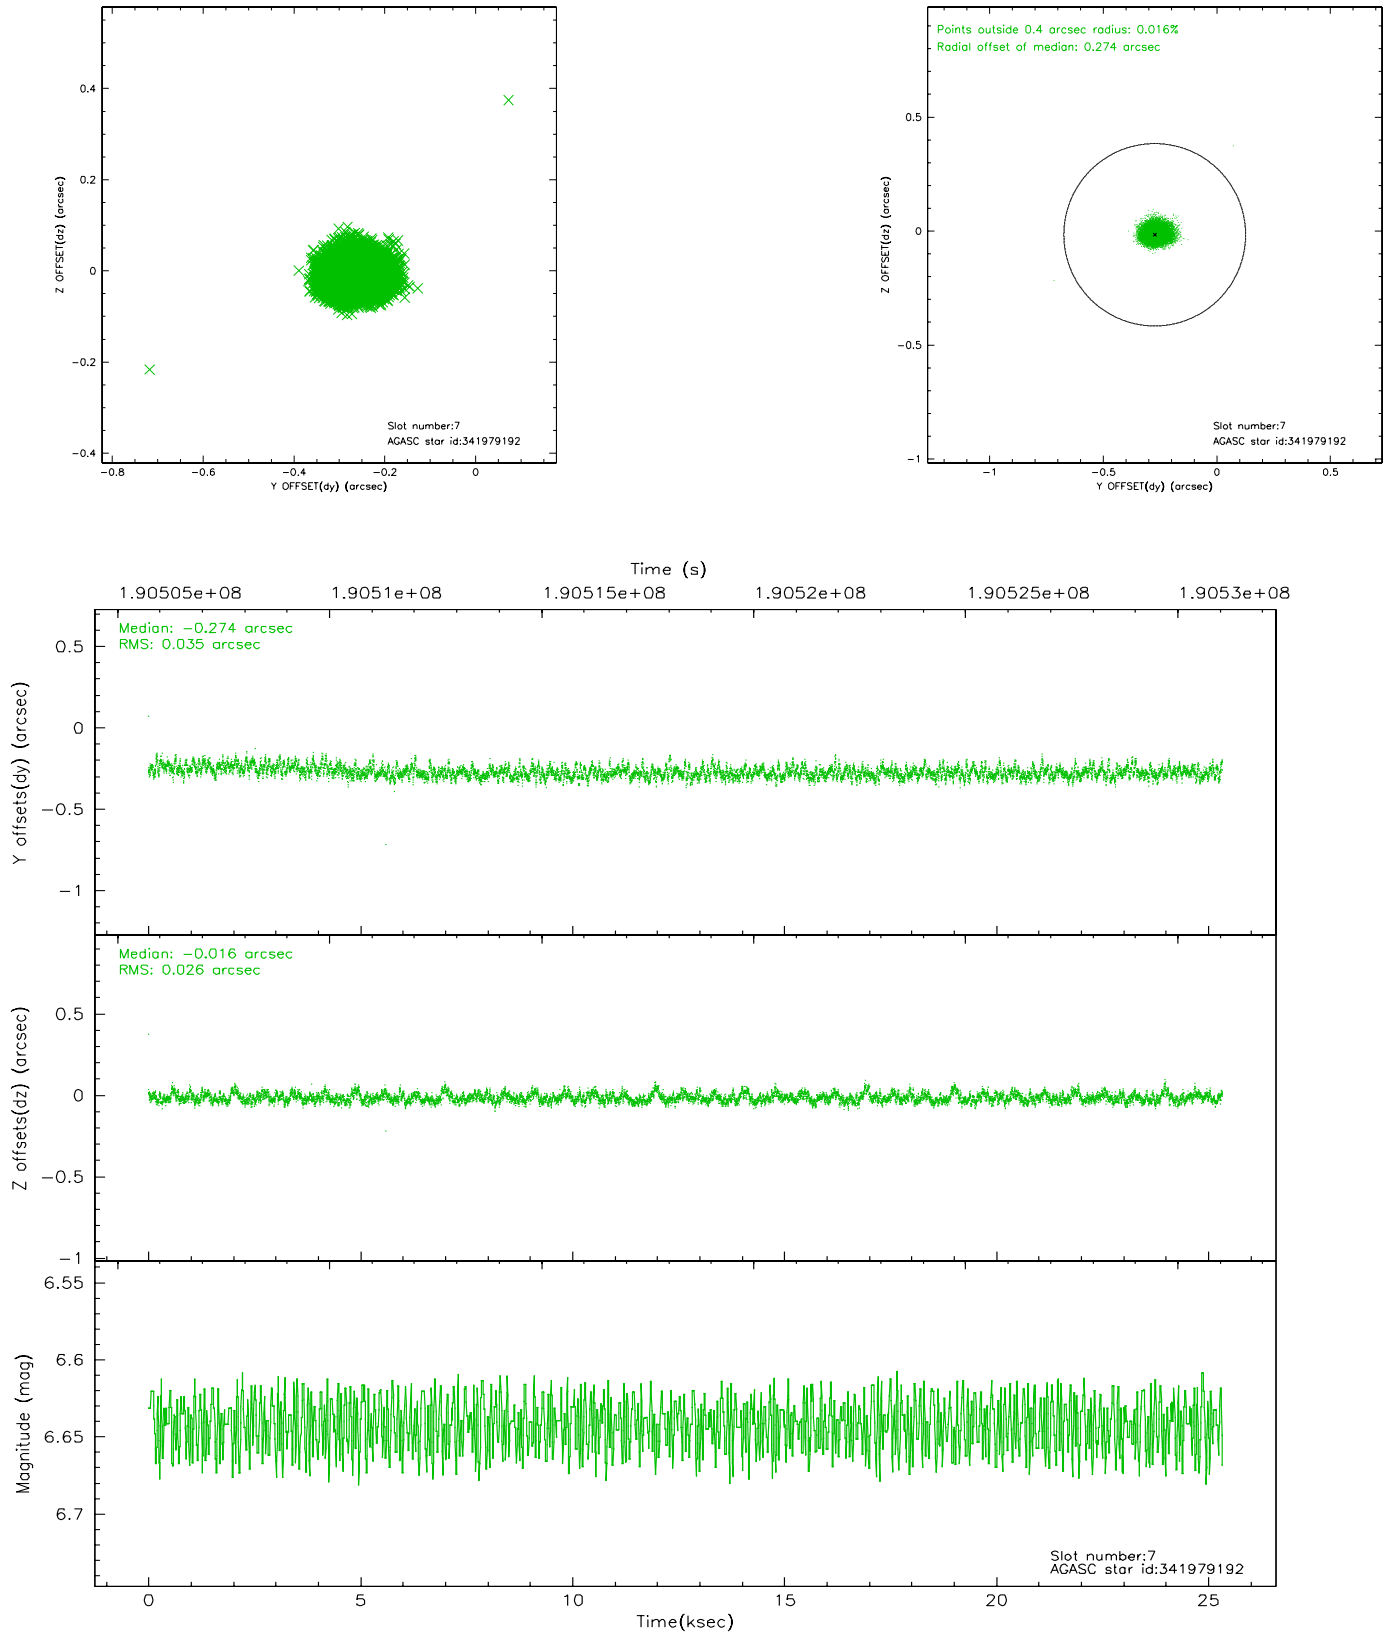 0.4
0.2
0
−0.2
−0.4
Z OFFSET(dz) (arcsec)
Slot number:7
AGASC star id:341979192
−0.8 −0.6 −0.4 −0.2 0
Y OFFSET(dy) (arcsec)
Points outside 0.4 arcsec radius: 0.016%
Radial offset of median: 0.274 arcsec
0.5
0
−0.5
−1
Z OFFSET(dz) (arcsec)
Slot number:7
AGASC star id:341979192
−1 −0.5 0 0.5
Y OFFSET(dy) (arcsec)
Time (s)
1.90505e+08 1.9051e+08 1.90515e+08 1.9052e+08 1.90525e+08 1.9053e+08
Median: −0.274 arcsec
RMS: 0.035 arcsec
0.5
0
−0.5
−1
Y offsets(dy) (arcsec)
Median: −0.016 arcsec
RMS: 0.026 arcsec
0.5
0
−0.5
−1
Z offsets(dz) (arcsec)
6.55
6.6
6.65
6.7
Magnitude (mag)
Slot number:7
AGASC star id:341979192
0 5 10 15 20 25
Time(ksec)